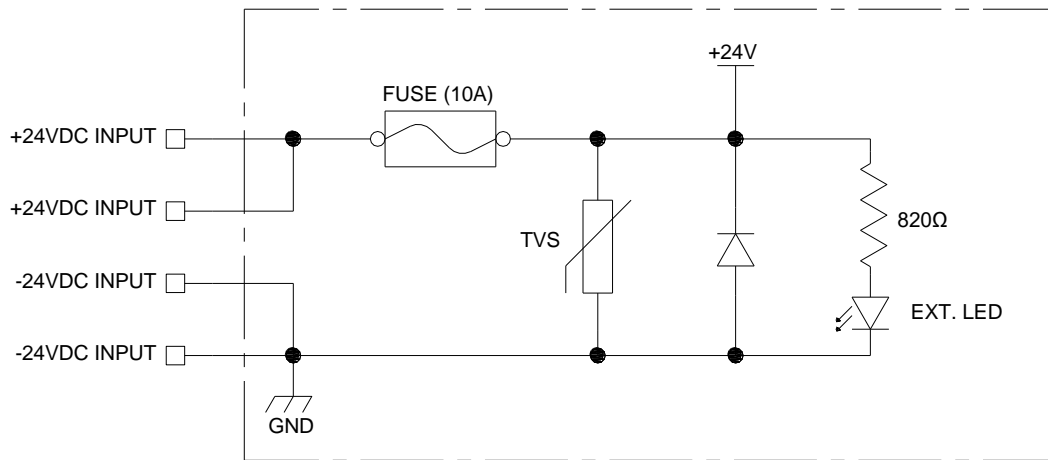 +24V
FUSE (10A)
+24VDC INPUT
+24VDC INPUT
820Ω
TVS
-24VDC INPUT
EXT. LED
-24VDC INPUT
GND